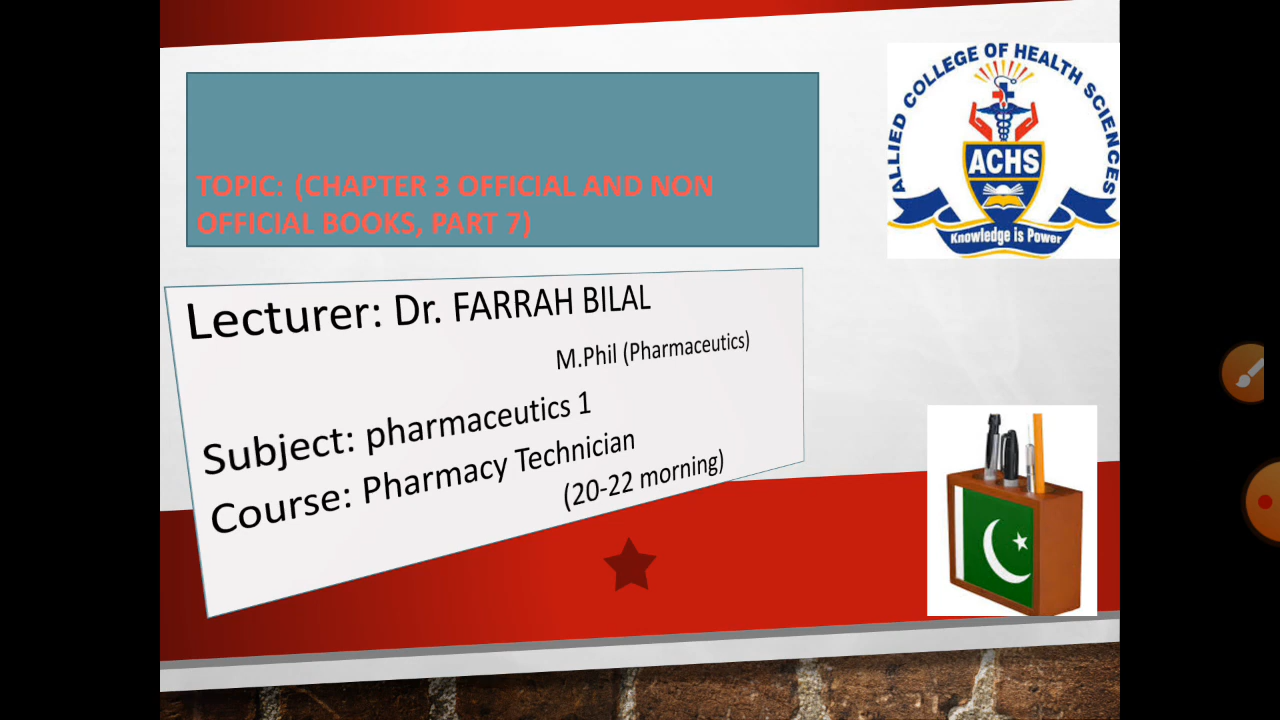 TOPIC: (CHAPTER 3 OFFICIAL AND NON
OFFICIAL BOOKS, PART 7)
ALLIED COLLEGE OF HEALTH SCIENCES
ACHS
Knowledge is Power
Lecturer: Dr. FARRAH BILAL
M.Phil (Pharmaceutics)
Subject: pharmaceutics 1
Course: Pharmacy Technician
(20-22 morning)